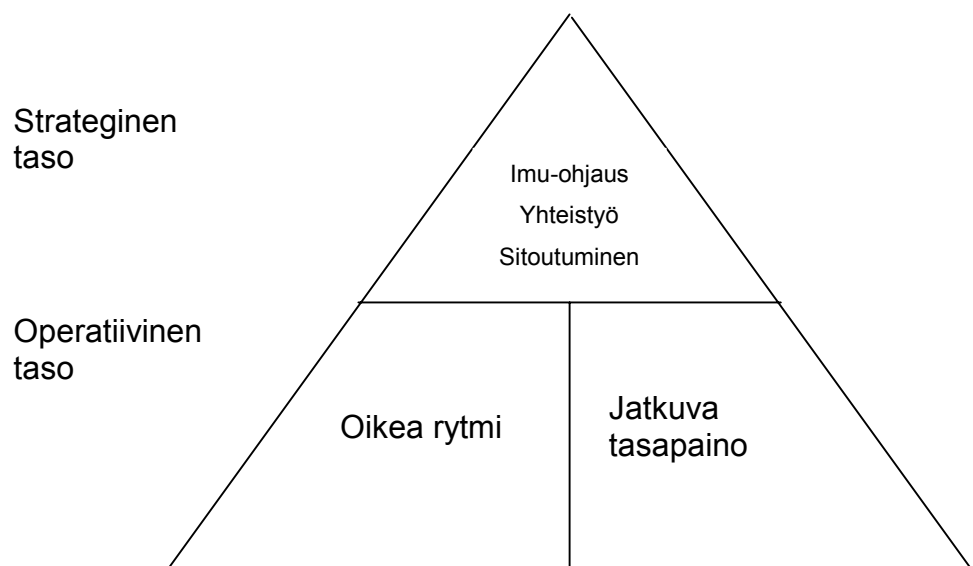 Strateginen
taso
Imu-ohjaus
Yhteistyö
Sitoutuminen
Operatiivinen
taso
Oikea rytmi
Jatkuva
tasapaino